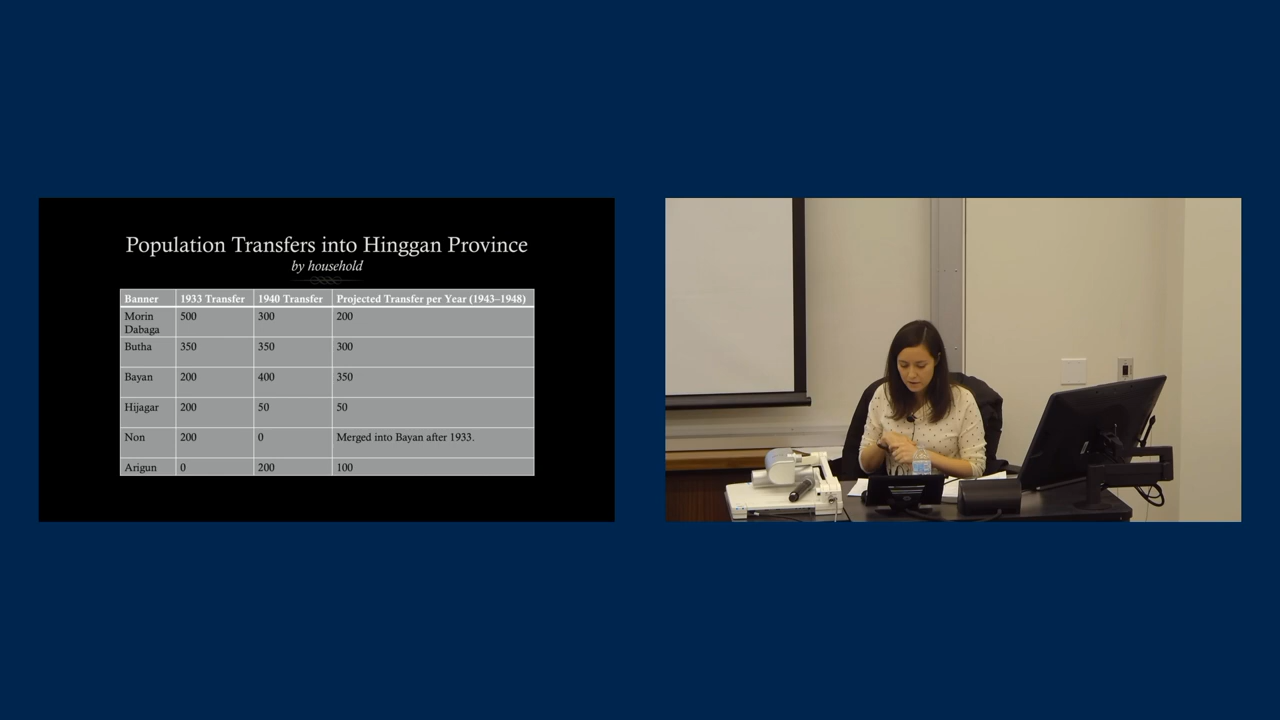 Population Transfers into Hinggan Province
by household
Banner 1933 Transfer 1940 Transfer Projected Transfer per Year (1943–1948)
Morin Dabaga 500 300 200
Butha 350 350 300
Bayan 200 400 350
Hijagar 200 50 50
Non 200 0 Merged into Bayan after 1933.
Arigun 0 200 100